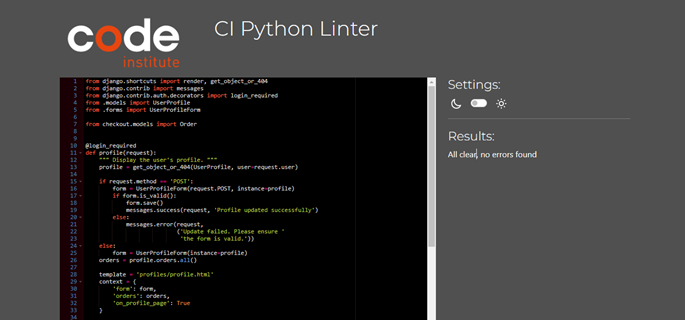 code
institute
CI Python Linter
1 from django.shortcuts import render, get_object_or_404
2 from django.contrib import messages
3 from django.contrib.auth.decorators import login_required
4 from .models import UserProfile
5 from .forms import UserProfileForm
6
7 from checkout.models import Order
8
9
10 @login_required
11 def profile(request):
12 """ Display the user's profile. """
13 profile = get_object_or_404(UserProfile, user=request.user)
14
15 if request.method == 'POST':
16 form = UserProfileForm(request.POST, instance=profile)
17 if form.is_valid():
18 form.save()
19 messages.success(request, 'Profile updated successfully')
20 else:
21 messages.error(request,
22 ('Update failed. Please ensure '
23 'the form is valid.'))
24 else:
25 form = UserProfileForm(instance=profile)
26 orders = profile.orders.all()
27
28 template = 'profiles/profile.html'
29 context = {
30 'form': form,
31 'orders': orders,
32 'on_profile_page': True
33 }
34
Settings:
Results:
All clear, no errors found